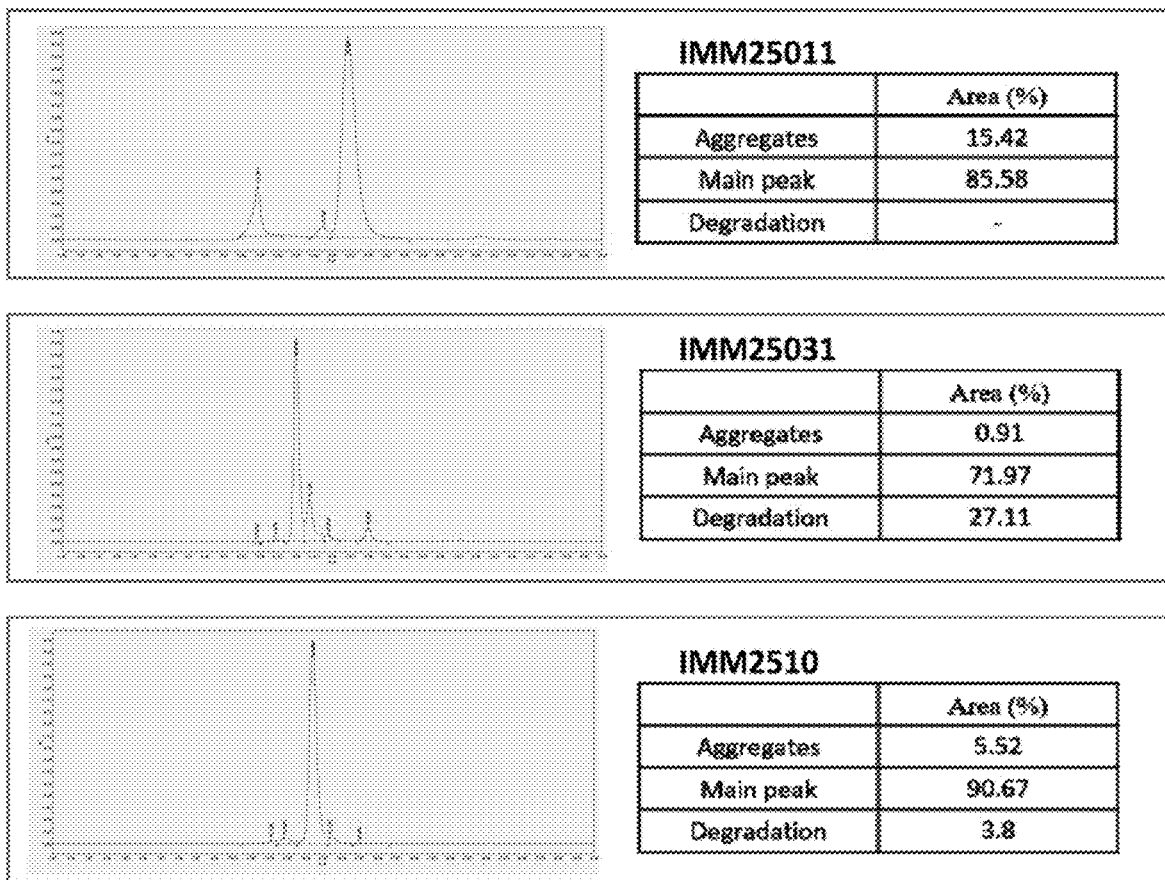 IMM25011
Area (%)
Aggregates 15.42
Main peak 85.58
Degradation -
IMM25031
Area (%)
Aggregates 0.91
Main peak 71.97
Degradation 27.11
IMM2510
Area (%)
Aggregates 5.52
Main peak 90.67
Degradation 3.8